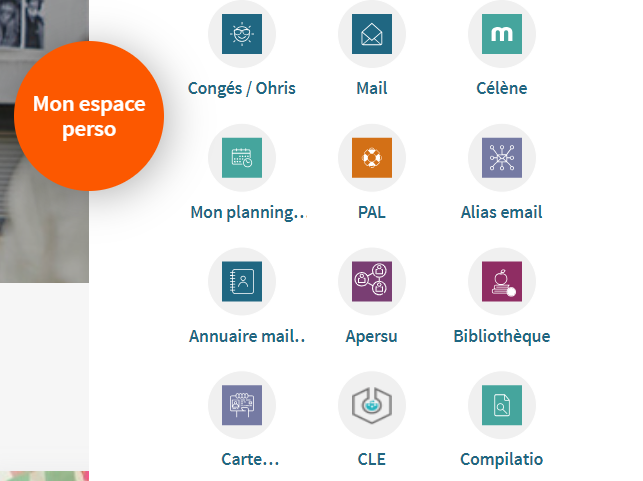 Mon espace
perso
Congés / Ohris
Mail
m
Célène
Mon planning…
PAL
Alias email
Annuaire mail…
Apersu
Bibliothèque
Carte…
CLE
Compilatio